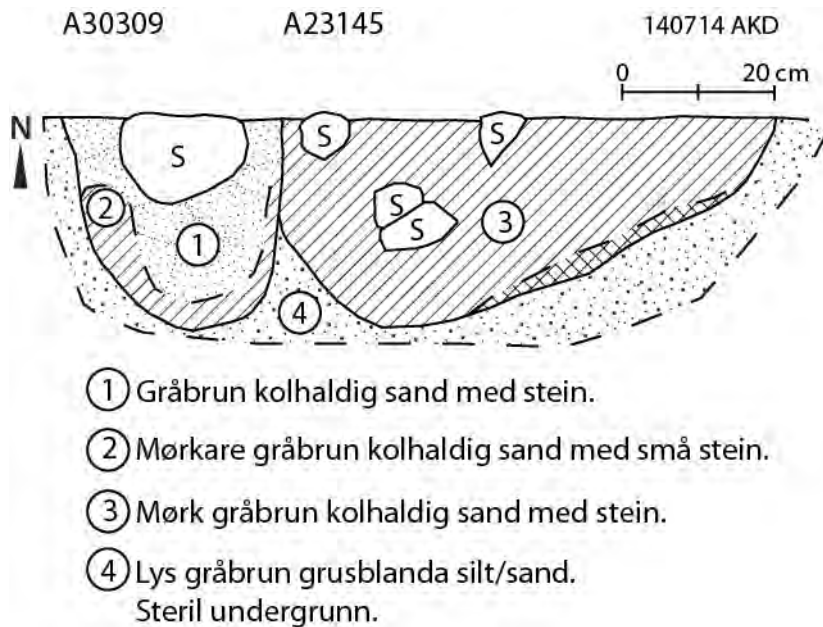 A30309 A23145 140714 AKD
0 20 cm
N
S S S
2 S 3
1 S
4
1 Gråbrun kolhaldig sand med stein.
2 Mørkare gråbrun kolhaldig sand med små stein.
3 Mørk gråbrun kolhaldig sand med stein.
4 Lys gråbrun grusblanda silt/sand.
Steril undergrunn.